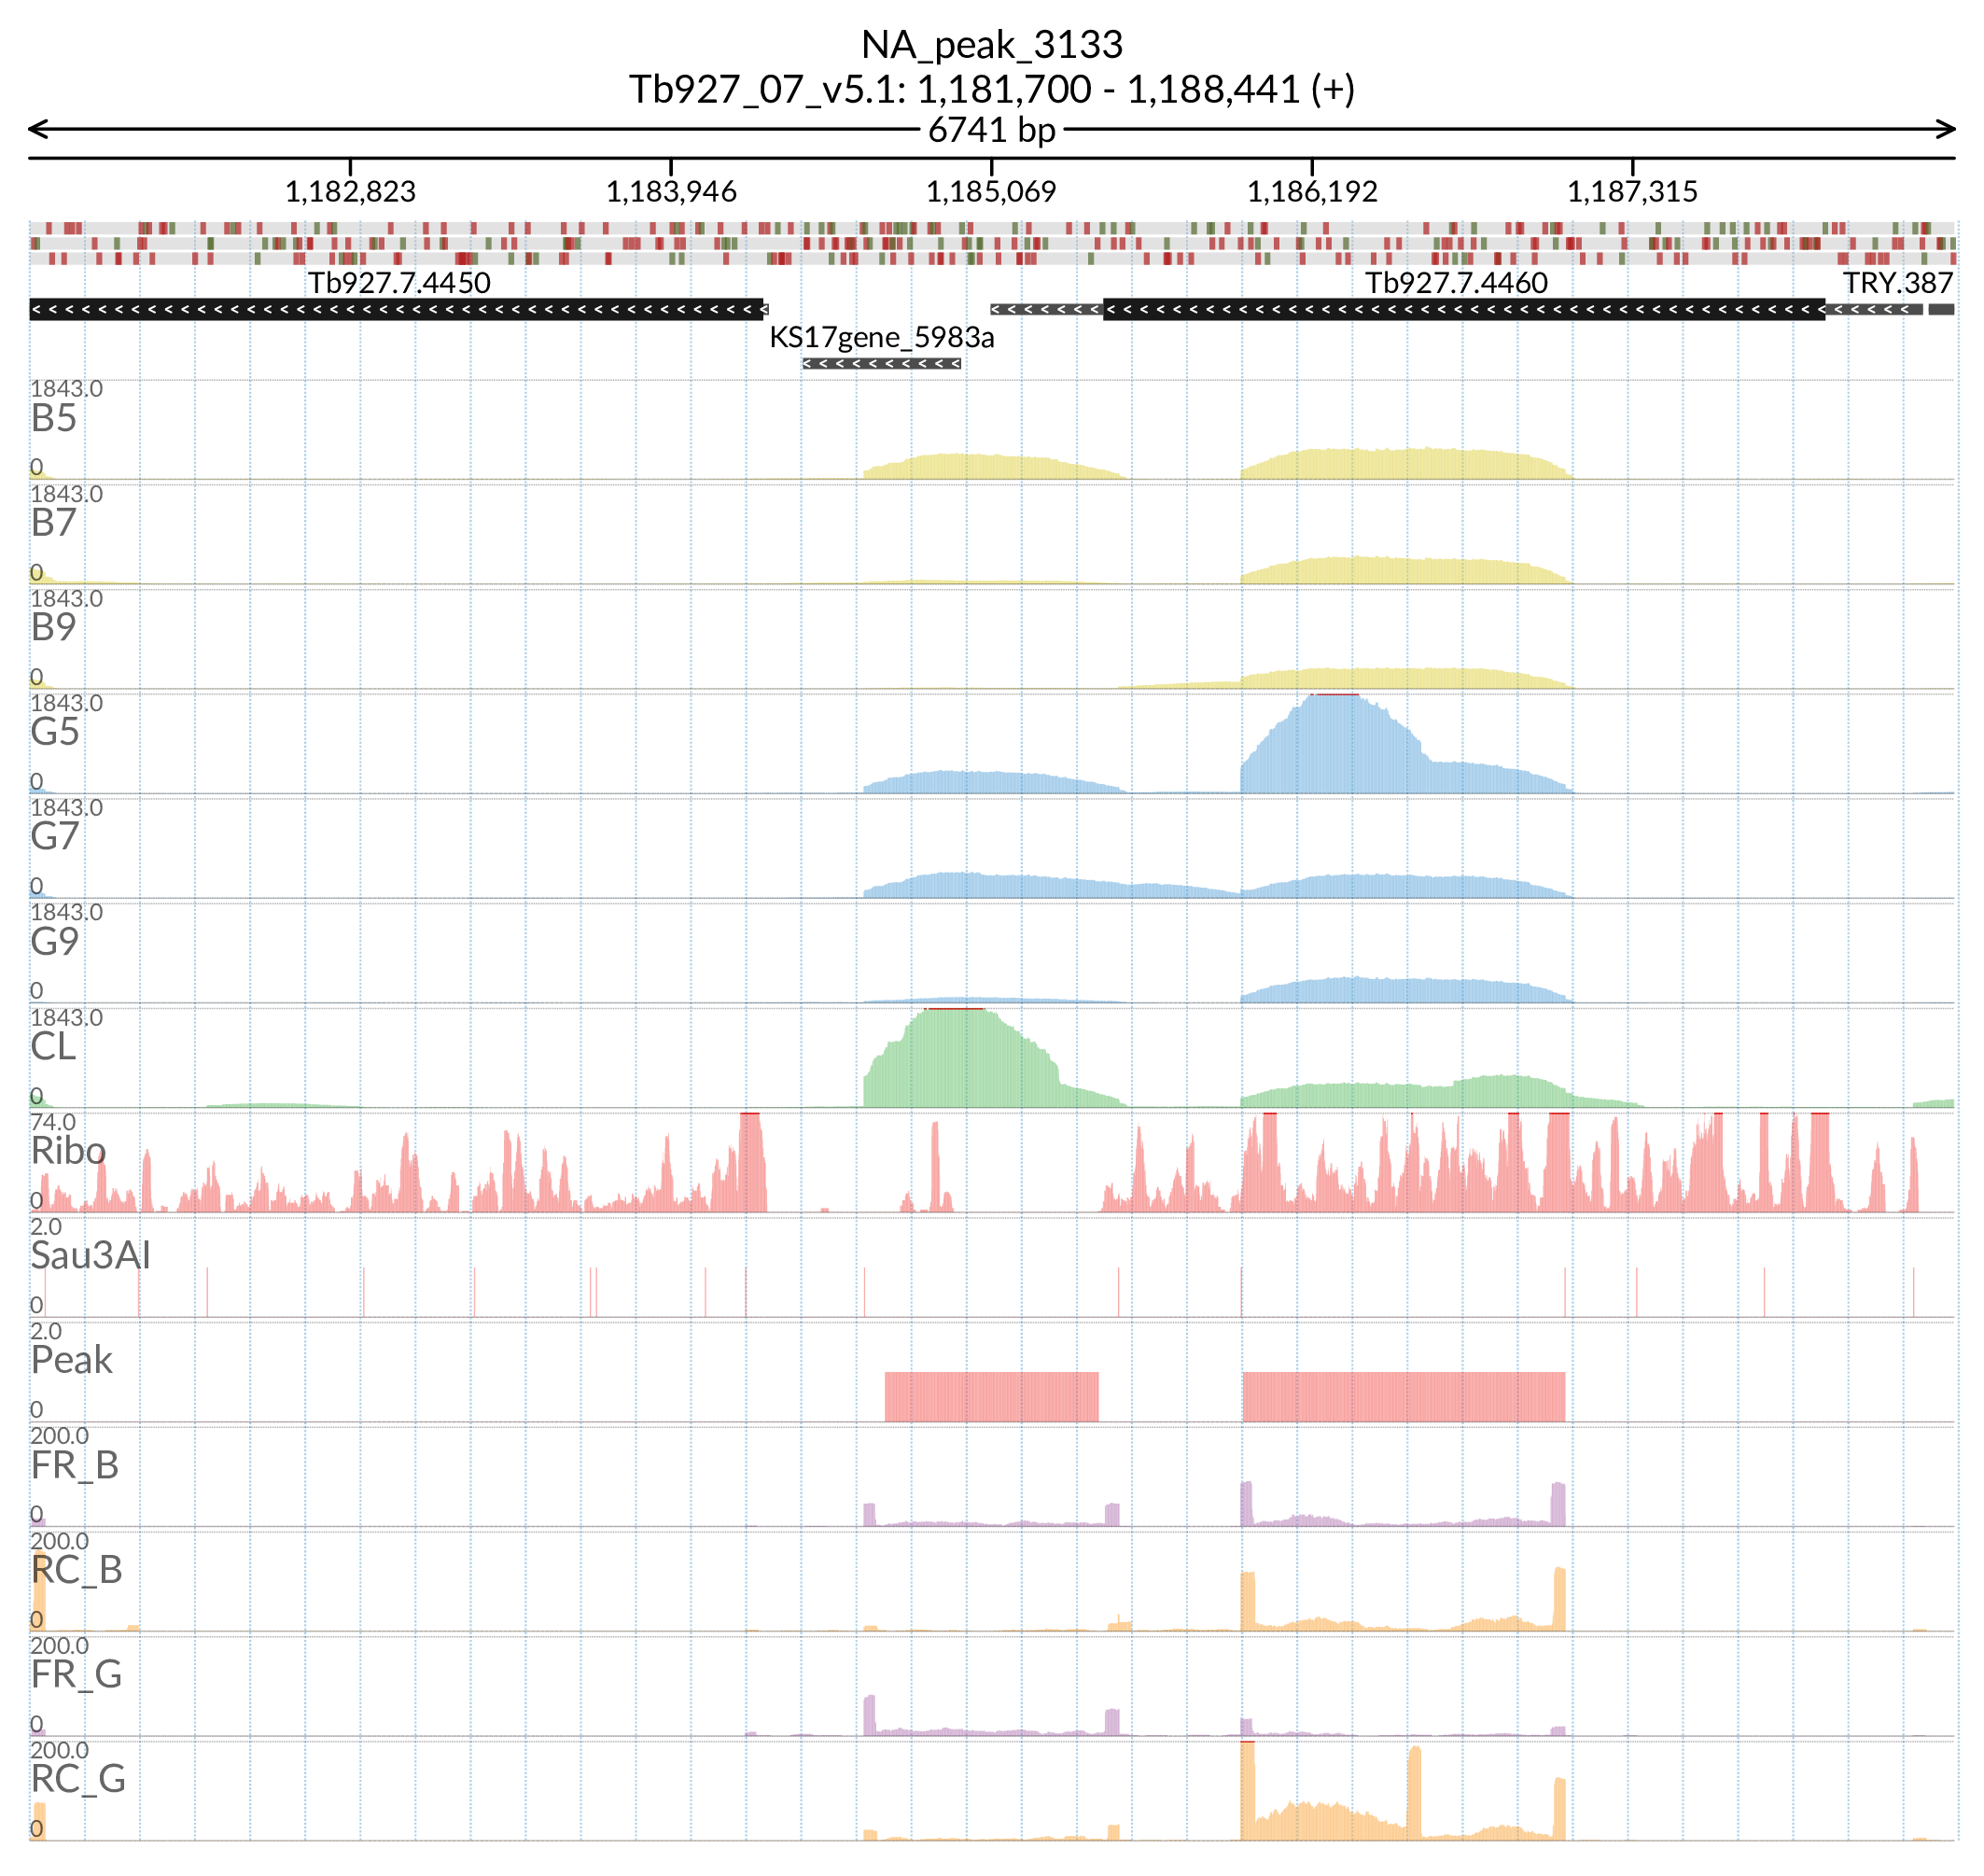 NA_peak_3133
Tb927_07_v5.1: 1,181,700 - 1,188,441 (+)
6741 bp
1,182,823 1,183,946 1,185,069 1,186,192 1,187,315
Tb927.7.4450 Tb927.7.4460 TRY.387
KS17gene_5983a
1843.0
B5
0
1843.0
B7
0
1843.0
B9
0
1843.0
G5
0
1843.0
G7
0
1843.0
G9
0
1843.0
CL
0
74.0
Ribo
0
2.0
Sau3AI
0
2.0
Peak
0
200.0
FR_B
0
200.0
RC_B
0
200.0
FR_G
0
200.0
RC_G
0